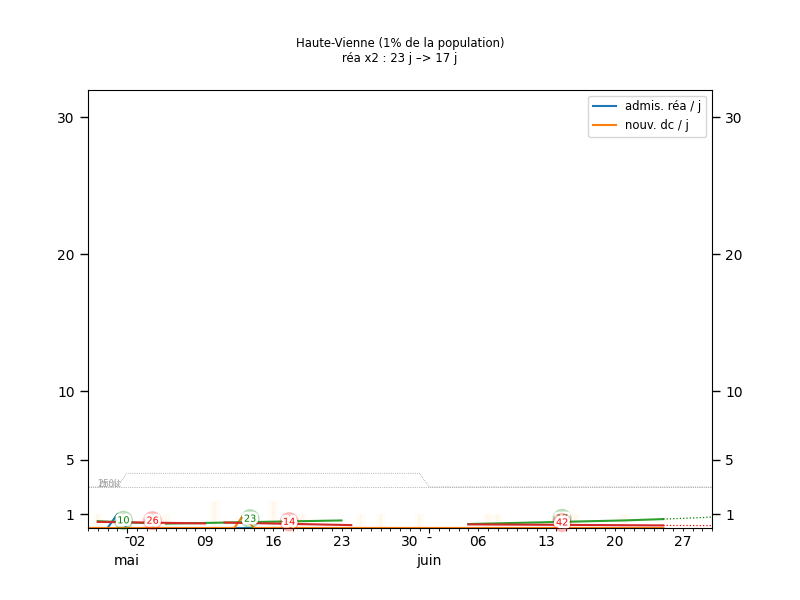 Haute-Vienne (1% de la population)
réa x2 : 23 j –> 17 j
admis. réa / j
nouv. dc / j
30 30
20 20
10 10
5 5
1 1
10 26 23 14 42
02 09 16 23 30 06 13 20 27
mai juin